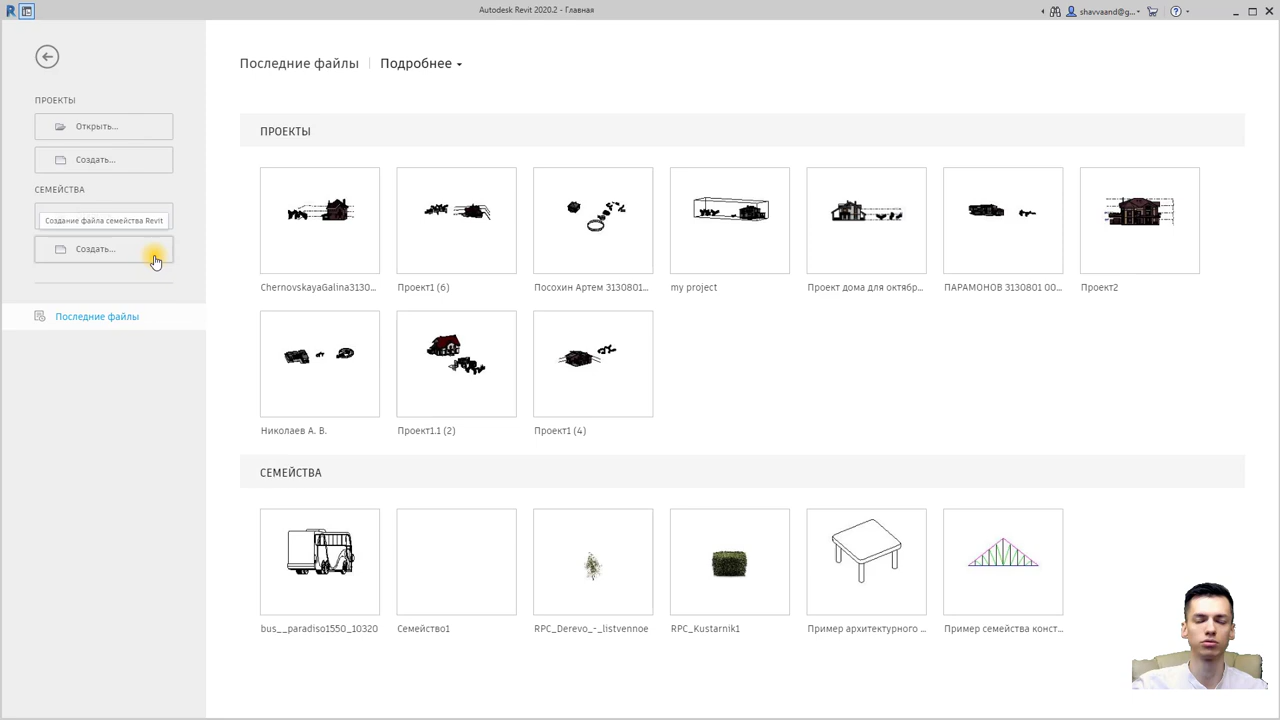 Autodesk Revit 2020.2 - Главная
shavvaand@g...
Последние файлы
Подробнее
ПРОЕКТЫ
Открыть...
Создать...
СЕМЕЙСТВА
Создание файла семейства Revit
Создать...
Последние файлы
ПРОЕКТЫ
ChernovskayaGalina3130...
Проект1 (6)
Посохин Артем 3130801...
my project
Проект дома для октябр...
ПАРАМОНОВ 3130801 00...
Проект2
Николаев А. В.
Проект1.1 (2)
Проект1 (4)
СЕМЕЙСТВА
bus__paradiso1550_10320
Семейство1
RPC_Derevo_-_listvennoe
RPC_Kustarnik1
Пример архитектурного ...
Пример семейства конст...